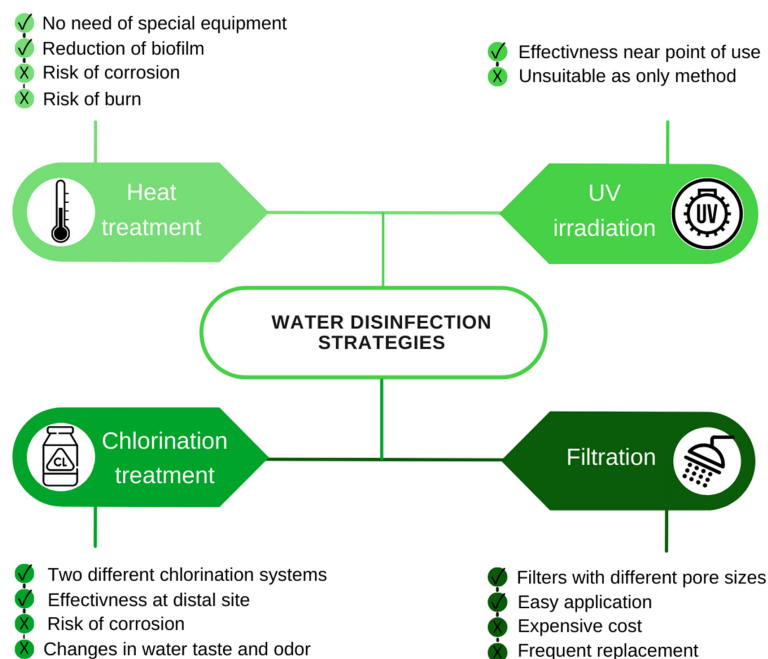 No need of special equipment
Reduction of biofilm
Risk of corrosion
Risk of burn
Effectivness near point of use
Unsuitable as only method
Heat
treatment
UV
irradiation
UV
WATER DISINFECTION
STRATEGIES
Chlorination
treatment
CL
Filtration
Two different chlorination systems
Effectivness at distal site
Risk of corrosion
Changes in water taste and odor
Filters with different pore sizes
Easy application
Expensive cost
Frequent replacement